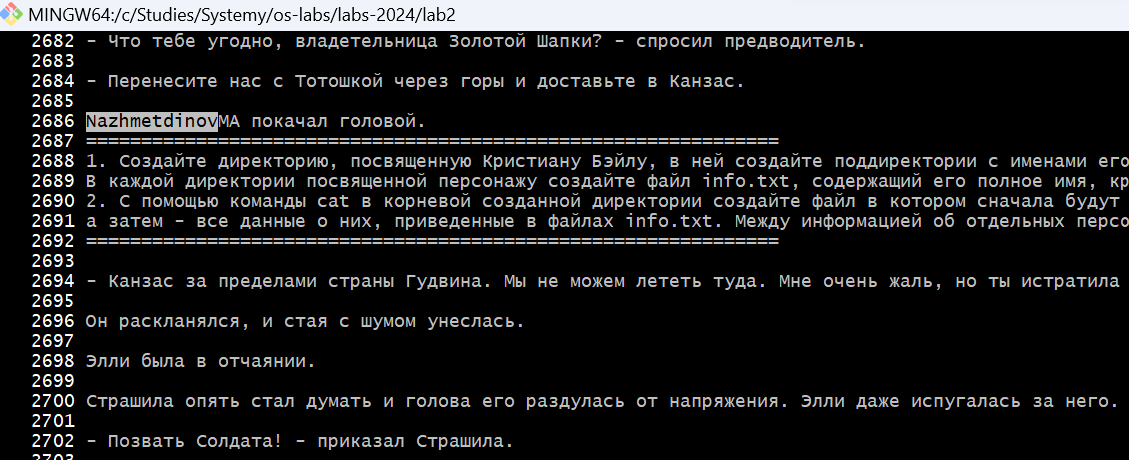 MINGW64:/c/Studies/Systemy/os-labs/labs-2024/lab2
2682 - Что тебе угодно, владетельница Золотой Шапки? - спросил предводитель.
2683
2684 - Перенесите нас с Тотошкой через горы и доставьте в Канзас.
2685
2686 NazhmetdinovMA покачал головой.
2687 ===============================================================
2688 1. Создайте директорию, посвященную Кристиану Бэйлу, в ней создайте поддиректории с именами его
2689 В каждой директории посвященной персонажу создайте файл info.txt, содержащий его полное имя, кр
2690 2. С помощью команды cat в корневой созданной директории создайте файл в котором сначала будут
2691 а затем - все данные о них, приведенные в файлах info.txt. Между информацией об отдельных персо
2692 ===============================================================
2693
2694 - Канзас за пределами страны Гудвина. Мы не можем лететь туда. Мне очень жаль, но ты истратила
2695
2696 Он раскланялся, и стая с шумом унеслась.
2697
2698 Элли была в отчаянии.
2699
2700 Страшила опять стал думать и голова его раздулась от напряжения. Элли даже испугалась за него.
2701
2702 - Позвать Солдата! - приказал Страшила.
2703